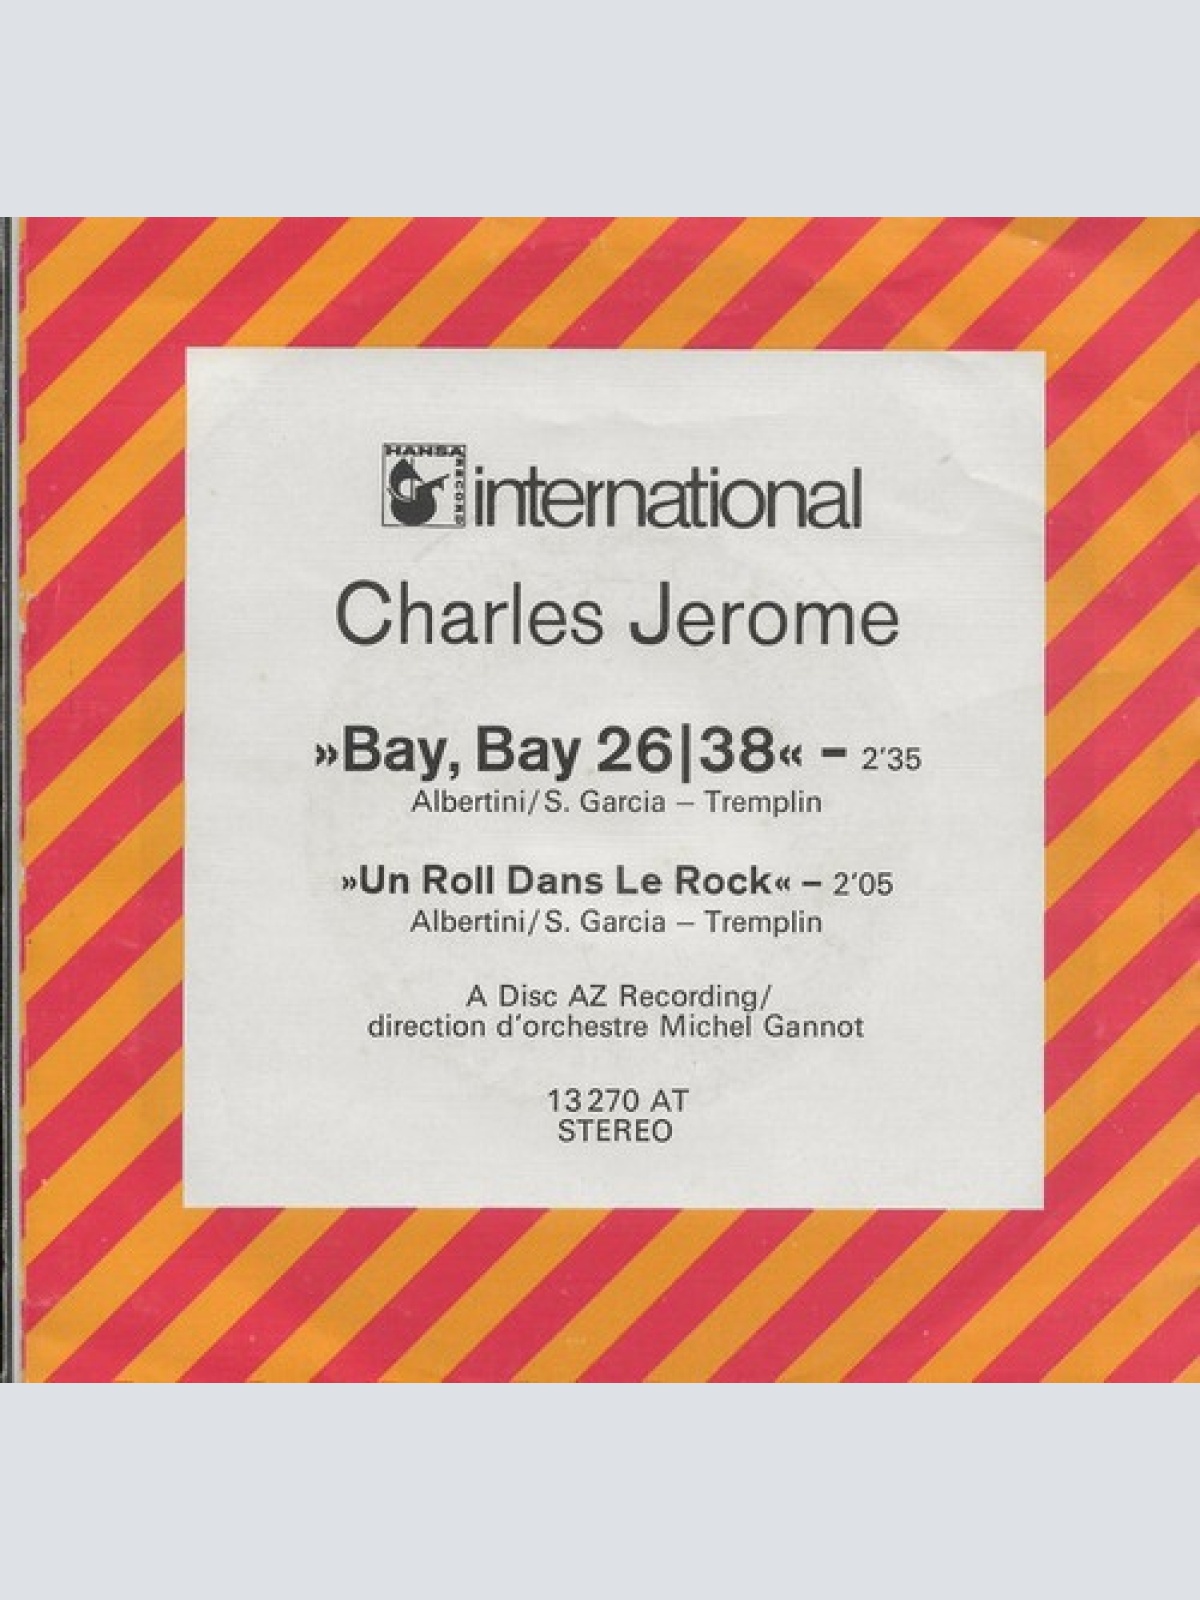 HANSA
RECORD
international
Charles Jerome
»Bay, Bay 26|38« – 2'35
Albertini/S. Garcia – Tremplin
»Un Roll Dans Le Rock« – 2'05
Albertini/S. Garcia – Tremplin
A Disc AZ Recording/
direction d'orchestre Michel Gannot
13 270 AT
STEREO